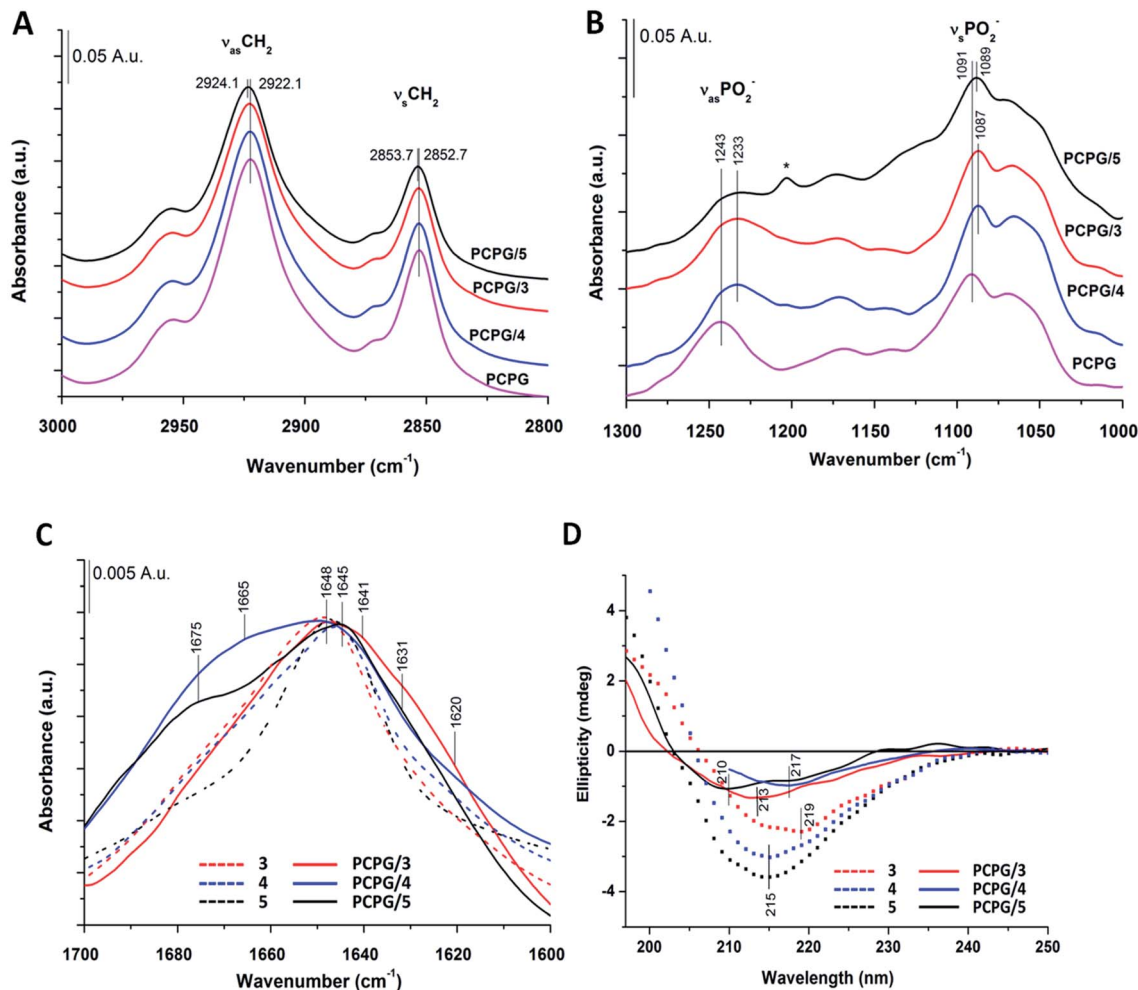 A
0.05 A.u.
ν_asCH₂
2924.1
2922.1
ν_sCH₂
2853.7
2852.7
PCPG/5
PCPG/3
PCPG/4
PCPG
Absorbance (a.u.)
3000
2950
2900
2850
2800
Wavenumber (cm⁻¹)
B
0.05 A.u.
ν_asPO₂⁻
1243
1233
*
ν_sPO₂⁻
1091
1089
1087
PCPG/5
PCPG/3
PCPG/4
PCPG
Absorbance (a.u.)
1300
1250
1200
1150
1100
1050
1000
Wavenumber (cm⁻¹)
C
0.005 A.u.
1675
1665
1648
1645
1641
1631
1620
3 PCPG/3
4 PCPG/4
5 PCPG/5
Absorbance (a.u.)
1700
1680
1660
1640
1620
1600
Wavenumber (cm⁻¹)
D
4
2
0
-2
-4
Ellipticity (mdeg)
210
213
217
219
215
3 PCPG/3
4 PCPG/4
5 PCPG/5
200
210
220
230
240
250
Wavelength (nm)